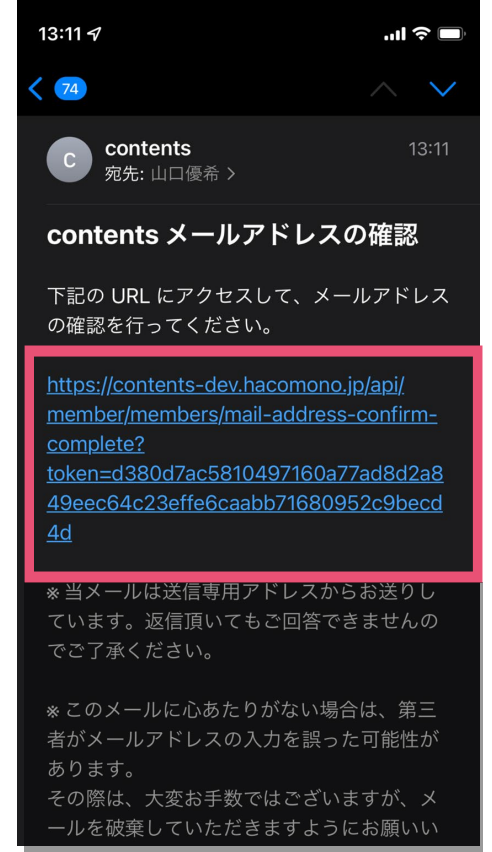 13:11
74
C
contents
13:11
宛先: 山口優希
contents メールアドレスの確認
下記の URL にアクセスして、メールアドレス
の確認を行ってください。
https://contents-dev.hacomono.jp/api/
member/members/mail-address-confirm-
complete?
token=d380d7ac5810497160a77ad8d2a8
49eec64c23effe6caabb71680952c9becd
4d
※ 当メールは送信専用アドレスからお送りし
ています。返信頂いてもご回答できませんの
でご了承ください。
※ このメールに心あたりがない場合は、第三
者がメールアドレスの入力を誤った可能性が
あります。
その際は、大変お手数ではございますが、メ
ールを破棄していただきますようにお願いい